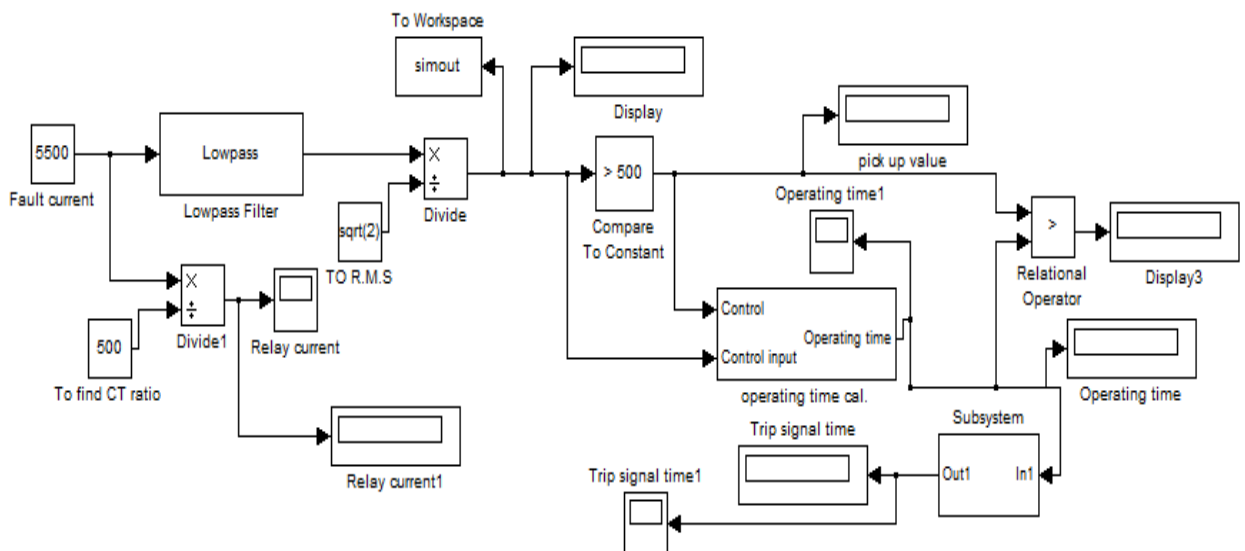 To Workspace
simout
Display
5500
Fault current
Lowpass
Lowpass Filter
×
÷
Divide
sqrt(2)
TO R.M.S
> 500
Compare
To Constant
pick up value
Operating time1
>
Relational
Operator
Display3
×
÷
Divide1
500
To find CT ratio
Relay current
Relay current1
Control
Control input
Operating time
operating time cal.
Operating time
Subsystem
Out1
In1
Trip signal time
Trip signal time1